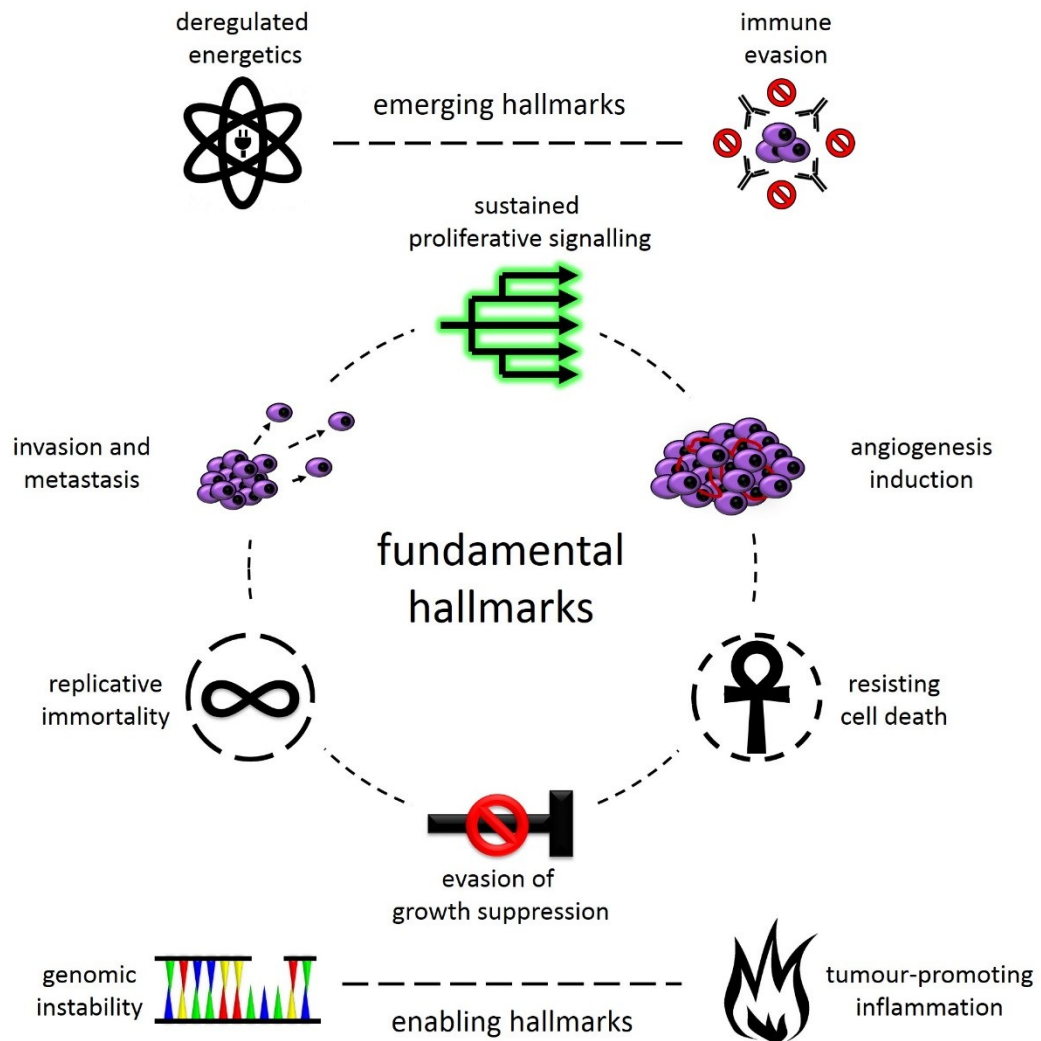 deregulated
energetics
immune
evasion
emerging hallmarks
sustained
proliferative signalling
invasion and
metastasis
angiogenesis
induction
fundamental
hallmarks
replicative
immortality
resisting
cell death
evasion of
growth suppression
genomic
instability
tumour-promoting
inflammation
enabling hallmarks